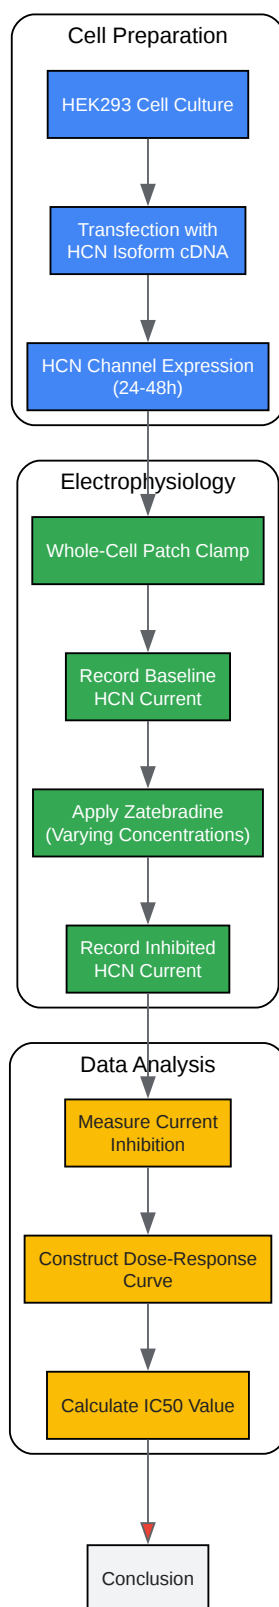 Cell Preparation
HEK293 Cell Culture
Transfection with
HCN Isoform cDNA
HCN Channel Expression
(24-48h)
Electrophysiology
Whole-Cell Patch Clamp
Record Baseline
HCN Current
Apply Zatebradine
(Varying Concentrations)
Record Inhibited
HCN Current
Data Analysis
Measure Current
Inhibition
Construct Dose-Response
Curve
Calculate IC50 Value
Conclusion